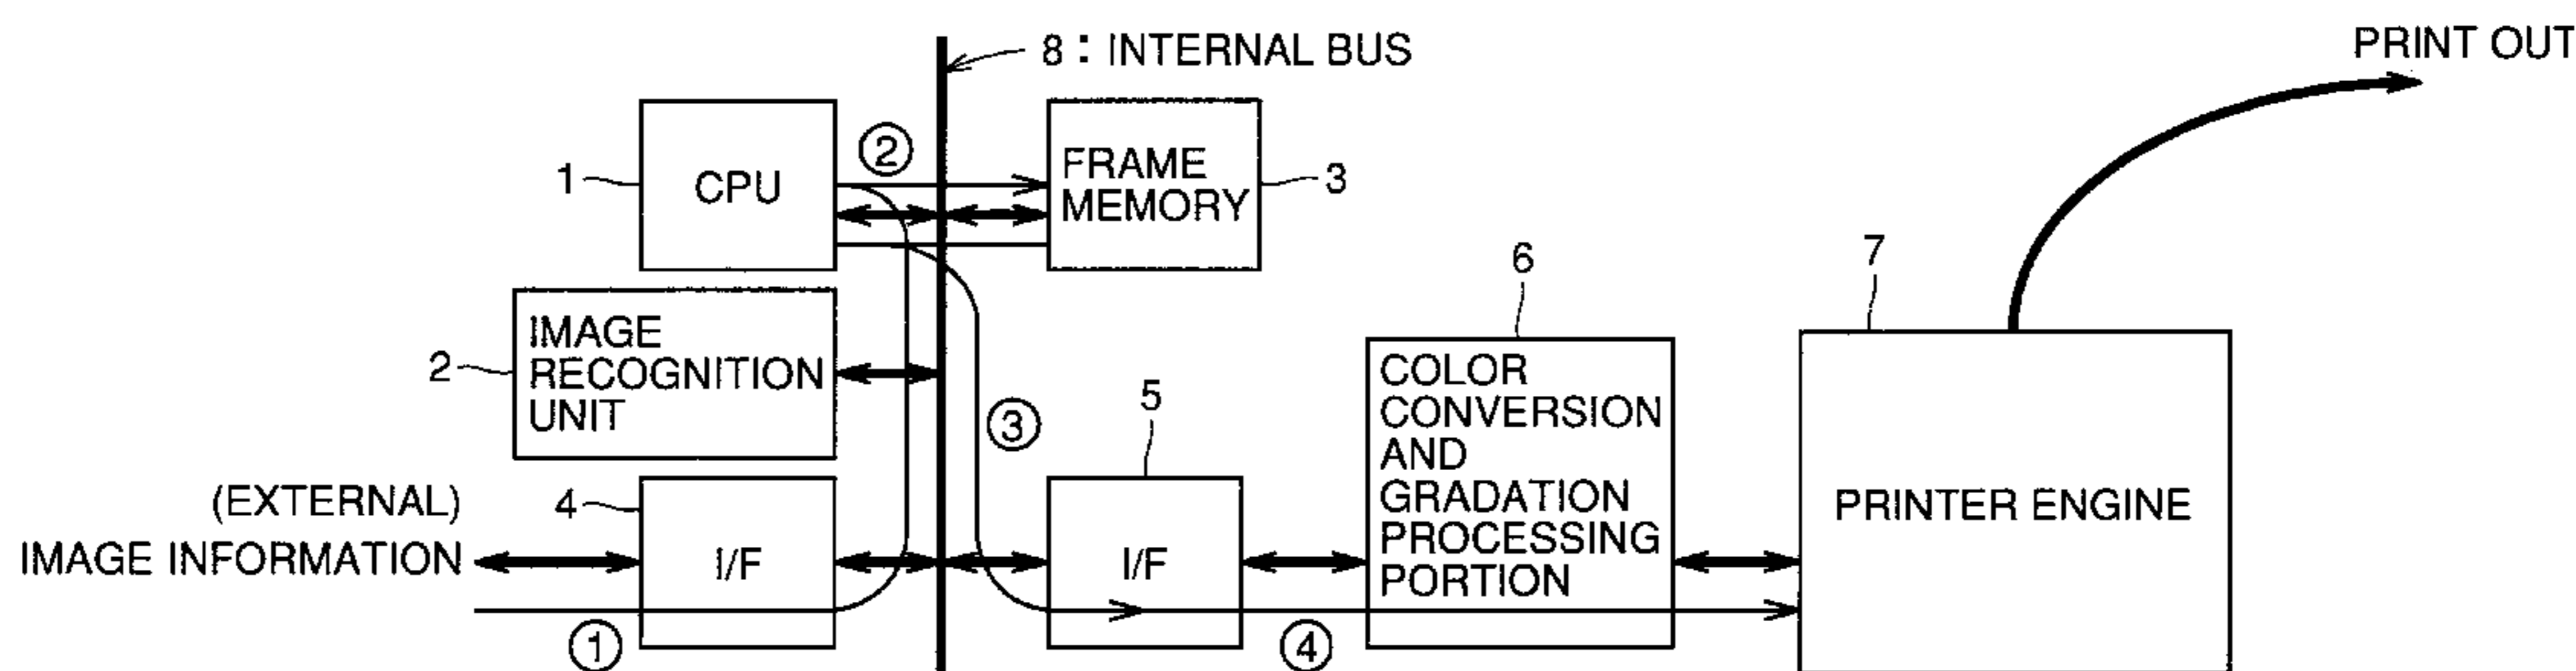 8 : INTERNAL BUS
PRINT OUT
1
CPU
②
FRAME
MEMORY
3
2
IMAGE
RECOGNITION
UNIT
③
(EXTERNAL)
IMAGE INFORMATION
4
I/F
①
5
I/F
④
6
COLOR
CONVERSION
AND
GRADATION
PROCESSING
PORTION
7
PRINTER ENGINE